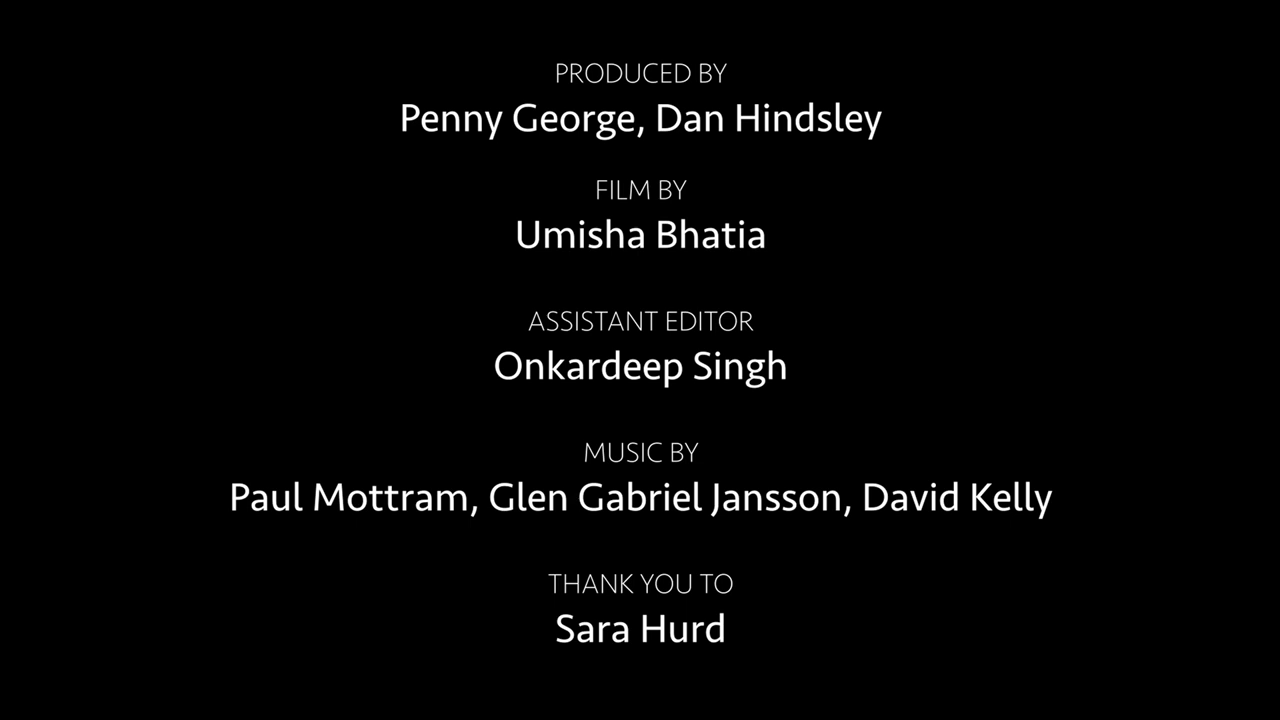 PRODUCED BY
Penny George, Dan Hindsley
FILM BY
Umisha Bhatia
ASSISTANT EDITOR
Onkardeep Singh
MUSIC BY
Paul Mottram, Glen Gabriel Jansson, David Kelly
THANK YOU TO
Sara Hurd